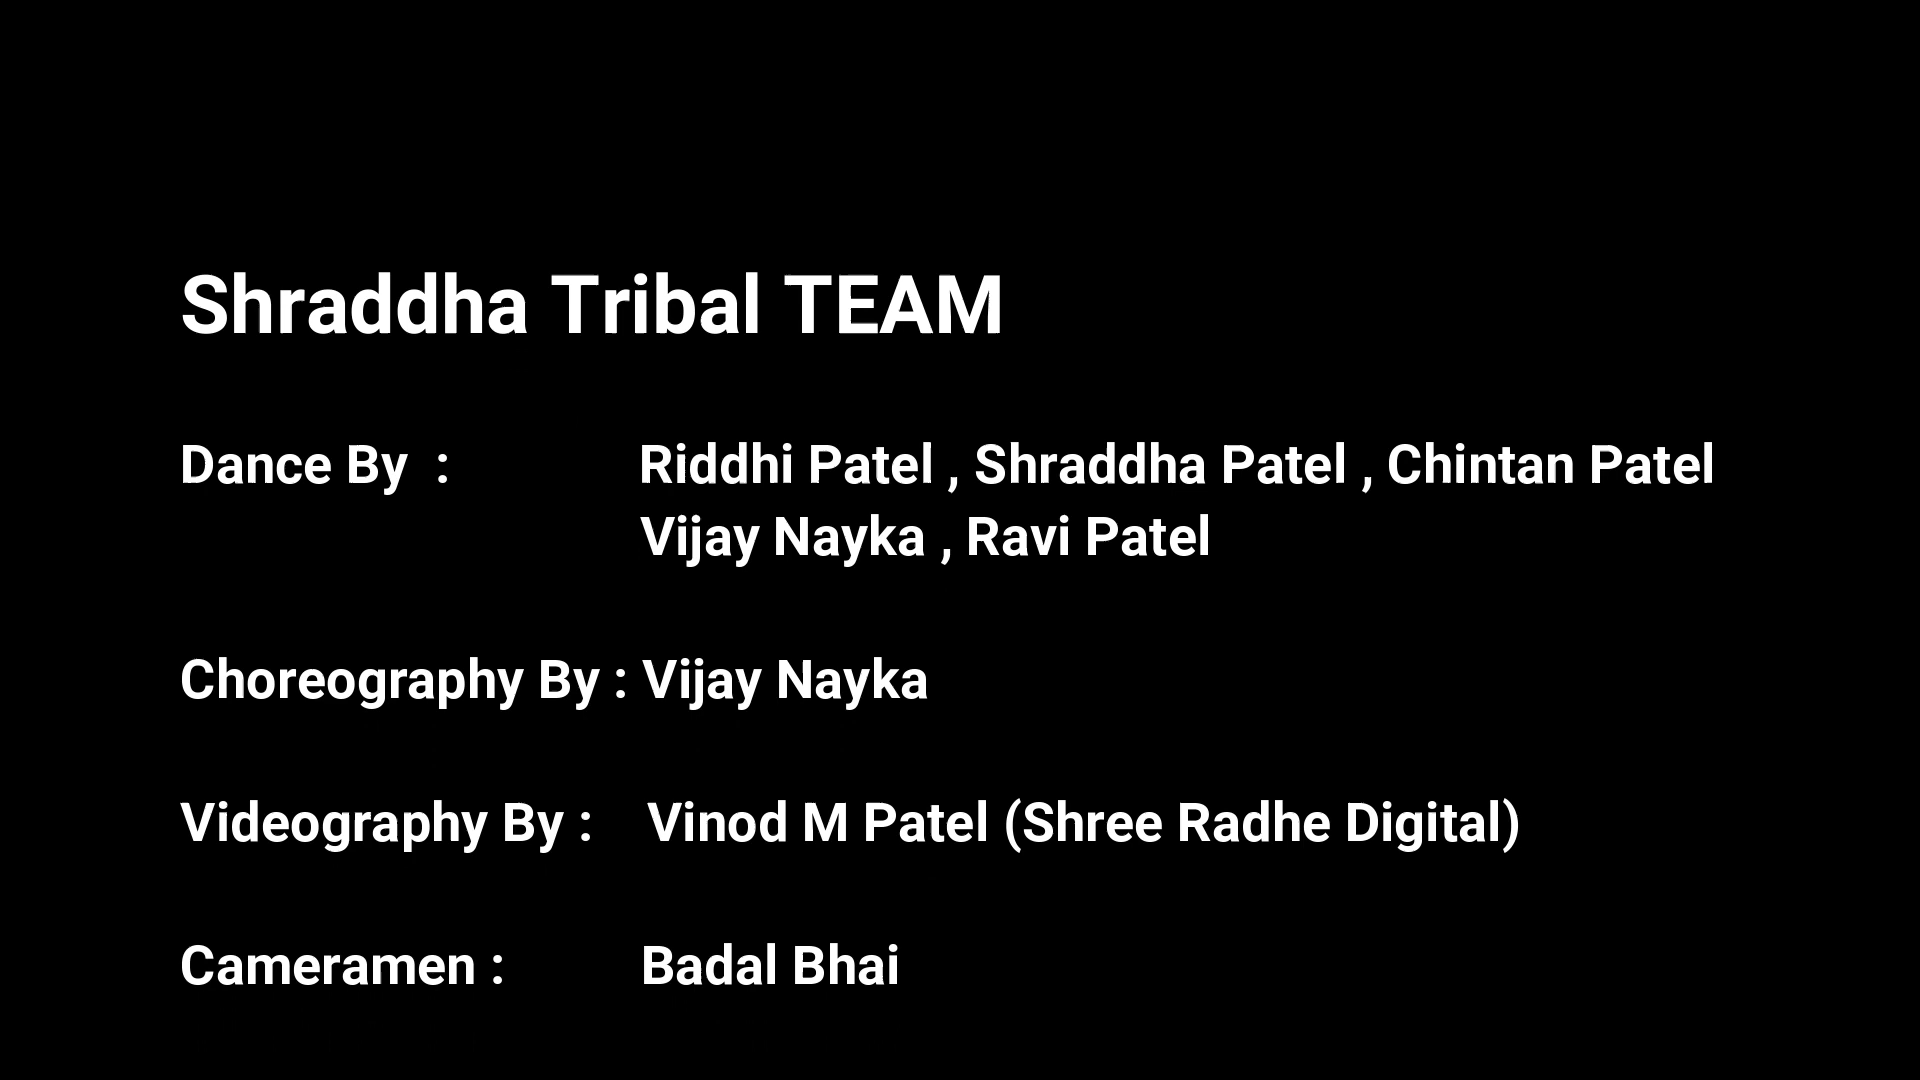 Shraddha Tribal TEAM
Dance By : Riddhi Patel , Shraddha Patel , Chintan Patel
Vijay Nayka , Ravi Patel
Choreography By : Vijay Nayka
Videography By : Vinod M Patel (Shree Radhe Digital)
Cameramen : Badal Bhai